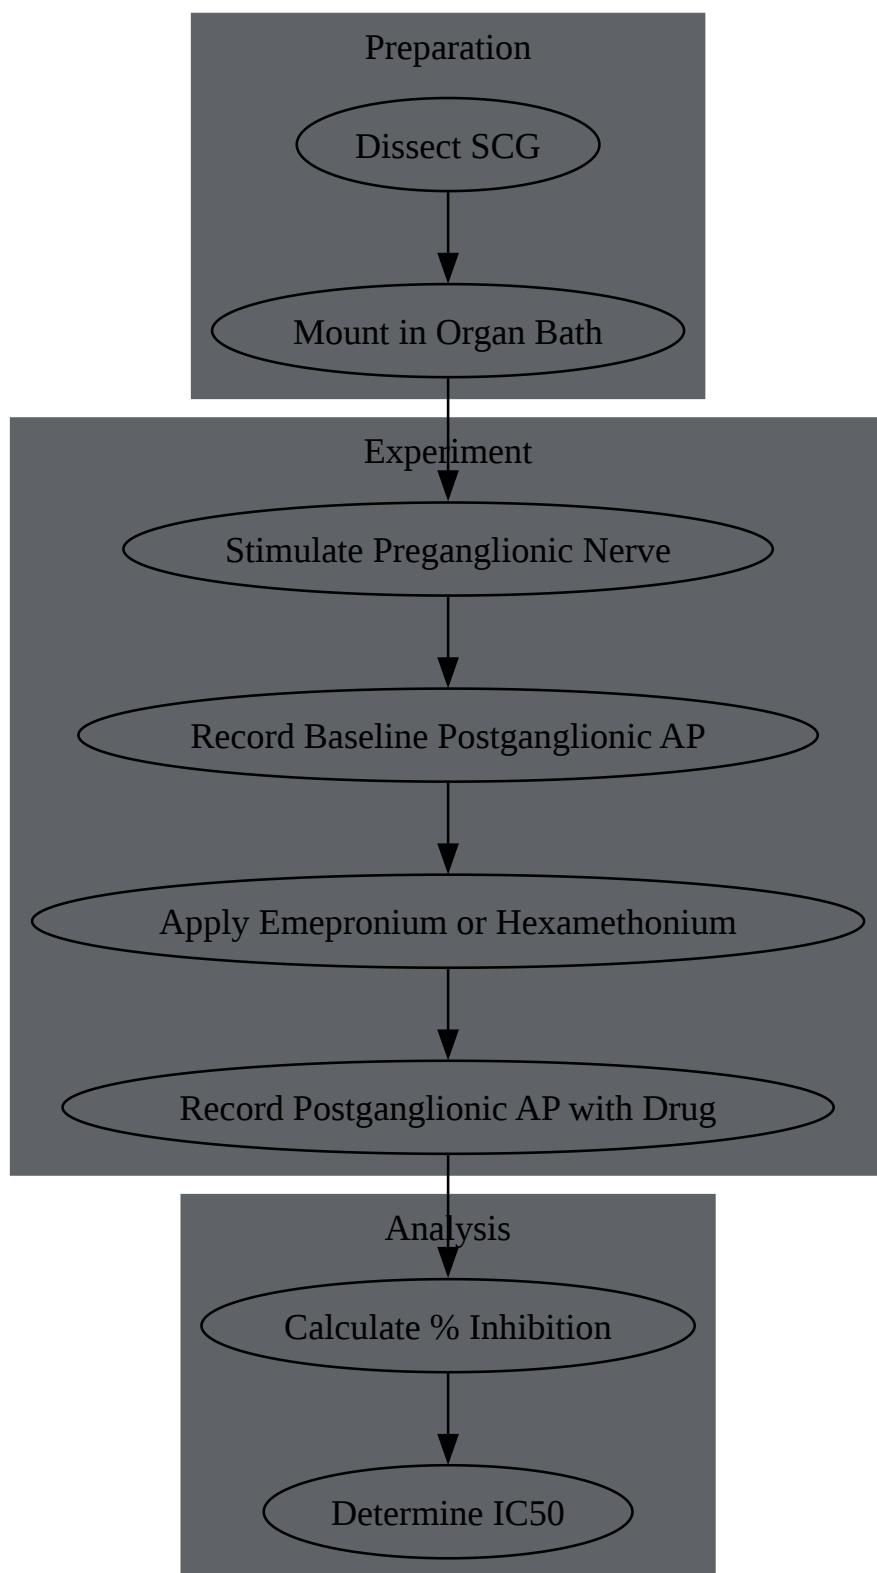 Preparation
Dissect SCG
Mount in Organ Bath
Experiment
Stimulate Preganglionic Nerve
Record Baseline Postganglionic AP
Apply Emepronium or Hexamethonium
Record Postganglionic AP with Drug
Analysis
Calculate % Inhibition
Determine IC50